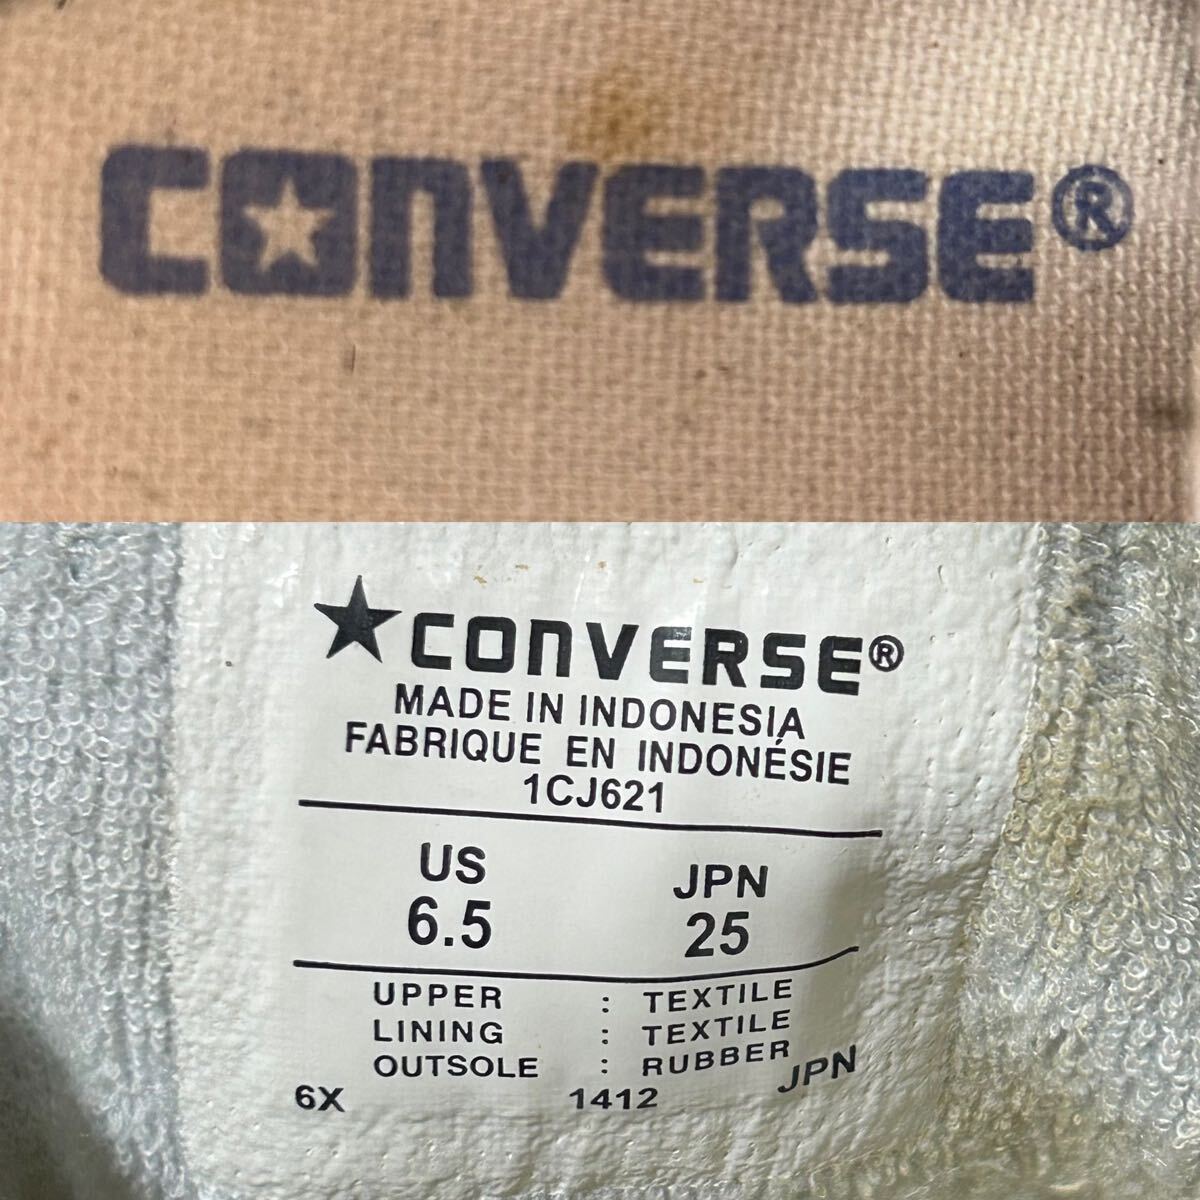 CONVERSE®
★CONVERSE®
MADE IN INDONESIA
FABRIQUE EN INDONÉSIE
1CJ621
US JPN
6.5 25
UPPER : TEXTILE
LINING : TEXTILE
OUTSOLE : RUBBER
6X 1412 JPN